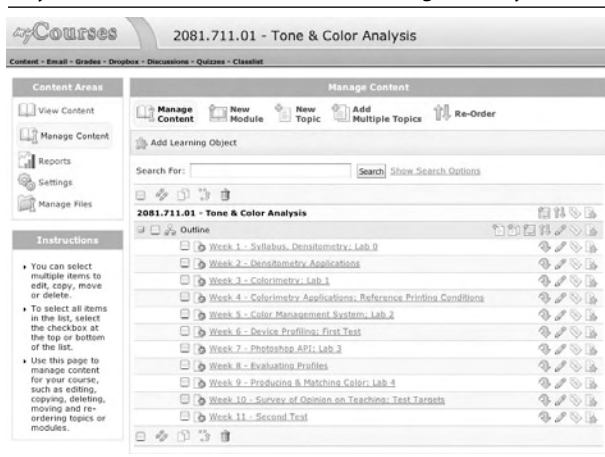 myCourses
2081.711.01 - Tone & Color Analysis
Content - Email - Grades - Dropbox - Discussions - Quizzes - Classlist
Content Areas
View Content
Manage Content
Reports
Settings
Manage Files
Instructions
You can select
multiple items to
edit, copy, move
or delete.
To select all items
in the list, select
the checkbox at
the top or bottom
of the list.
Use this page to
manage content
for your course,
such as editing,
copying, deleting,
moving and re-
ordering topics or
modules.
Manage Content
Manage Content
New Module
New Topic
Add Multiple Topics
Re-Order
Add Learning Object
Search For: Search Show Search Options
2081.711.01 - Tone & Color Analysis
Outline
Week 1 - Syllabus, Densitometry; Lab 0
Week 2 - Densitometry Applications
Week 3 - Colorimetry; Lab 1
Week 4 - Colorimetry Applications; Reference Printing Conditions
Week 5 - Color Management System; Lab 2
Week 6 - Device Profiling; First Test
Week 7 - Photoshop API; Lab 3
Week 8 - Evaluating Profiles
Week 9 - Producing & Matching Color; Lab 4
Week 10 - Survey of Opinion on Teaching; Test Targets
Week 11 - Second Test